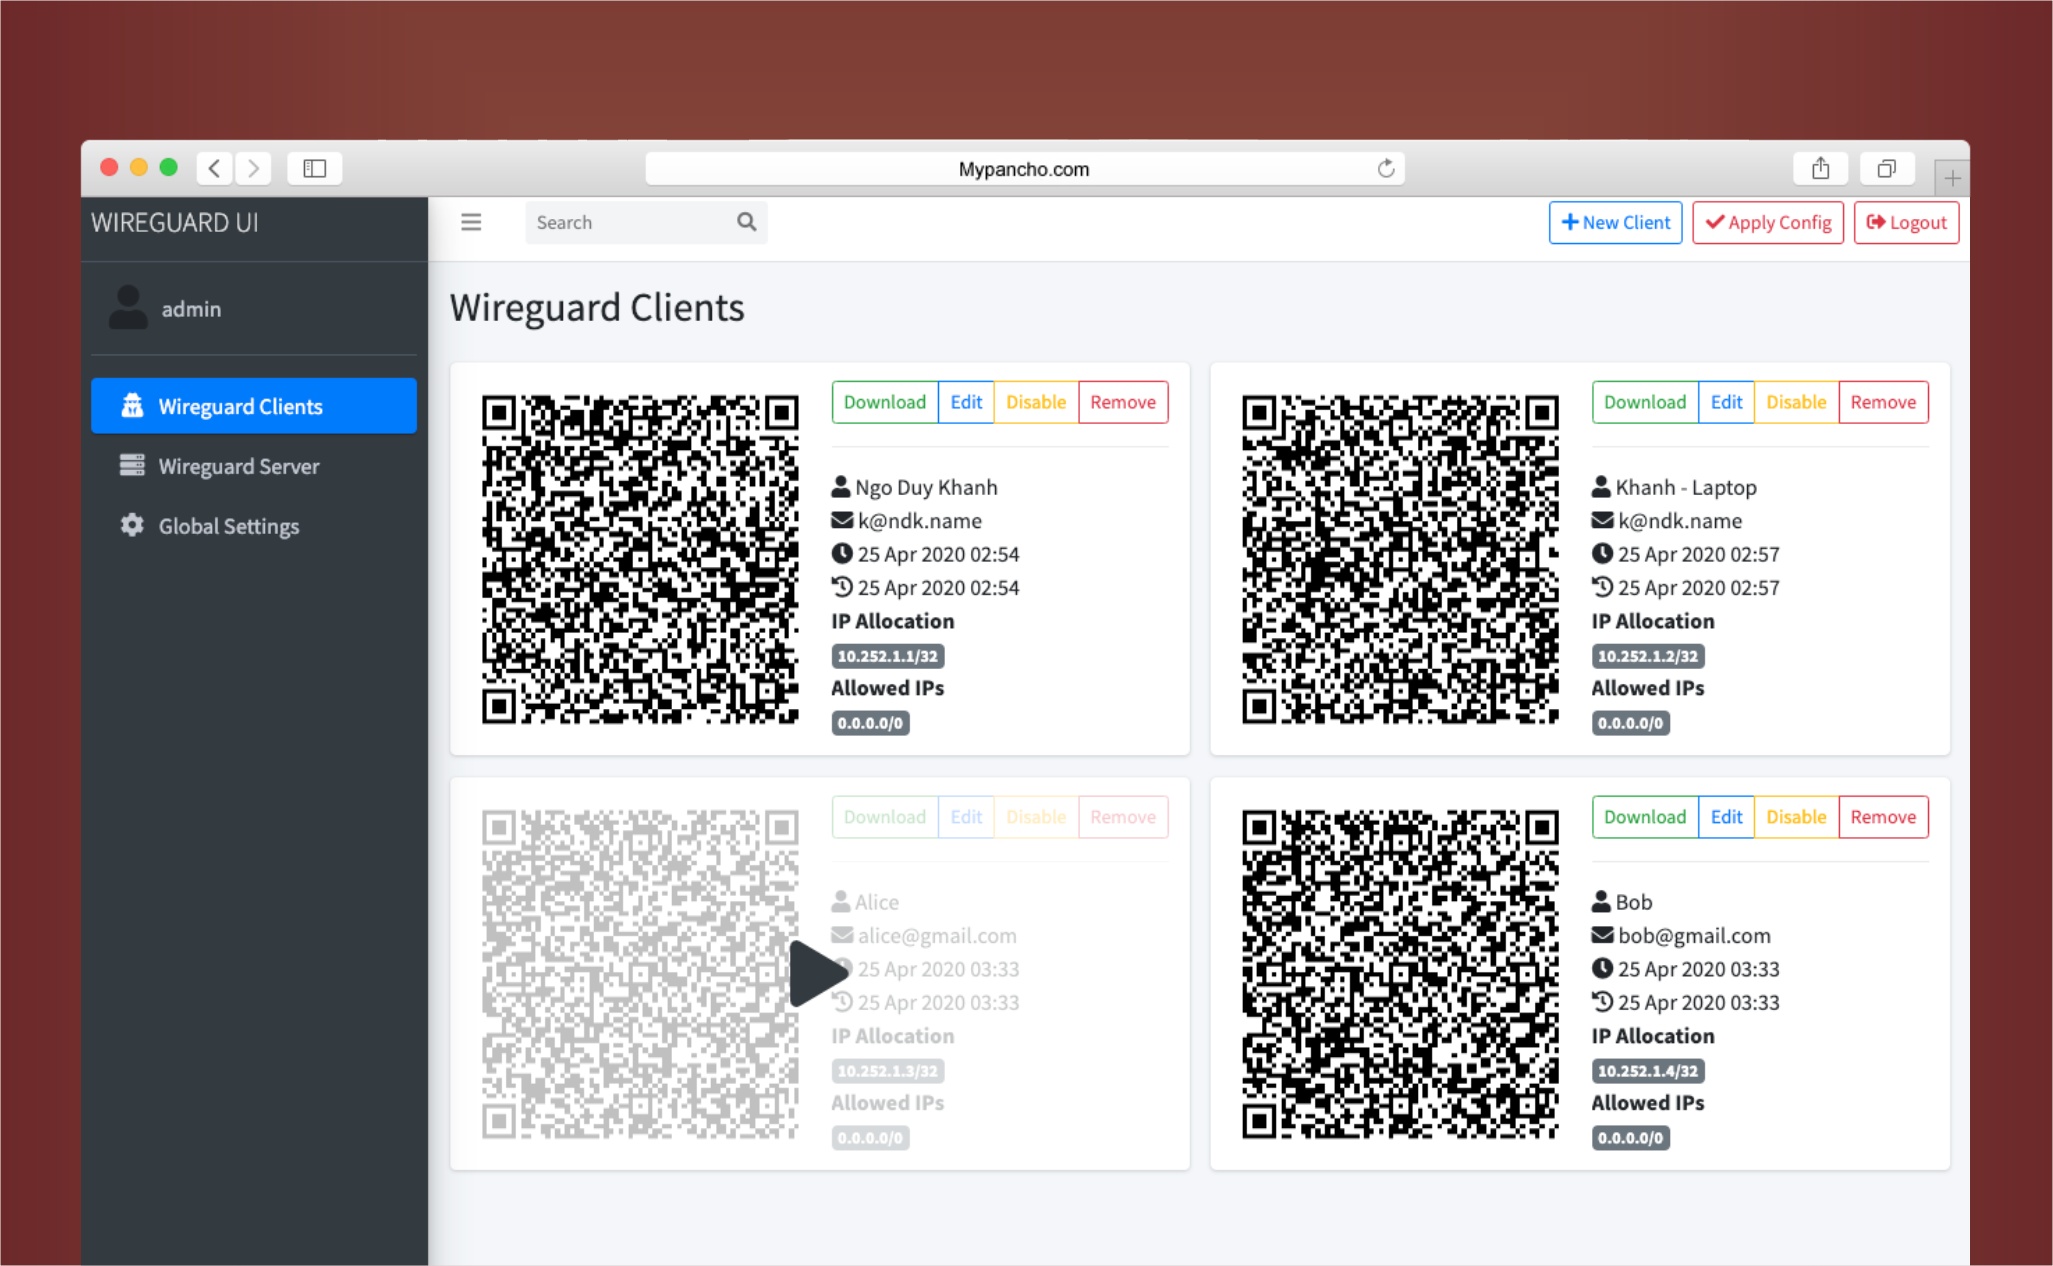 Mypancho.com
WIREGUARD UI
Search
New Client
Apply Config
Logout
admin
Wireguard Clients
Wireguard Server
Global Settings
Wireguard Clients
Download Edit Disable Remove
Ngo Duy Khanh
k@ndk.name
25 Apr 2020 02:54
25 Apr 2020 02:54
IP Allocation
10.252.1.1/32
Allowed IPs
0.0.0.0/0
Download Edit Disable Remove
Khanh - Laptop
k@ndk.name
25 Apr 2020 02:57
25 Apr 2020 02:57
IP Allocation
10.252.1.2/32
Allowed IPs
0.0.0.0/0
Download Edit Disable Remove
Alice
alice@gmail.com
25 Apr 2020 03:33
25 Apr 2020 03:33
IP Allocation
10.252.1.3/32
Allowed IPs
0.0.0.0/0
Download Edit Disable Remove
Bob
bob@gmail.com
25 Apr 2020 03:33
25 Apr 2020 03:33
IP Allocation
10.252.1.4/32
Allowed IPs
0.0.0.0/0